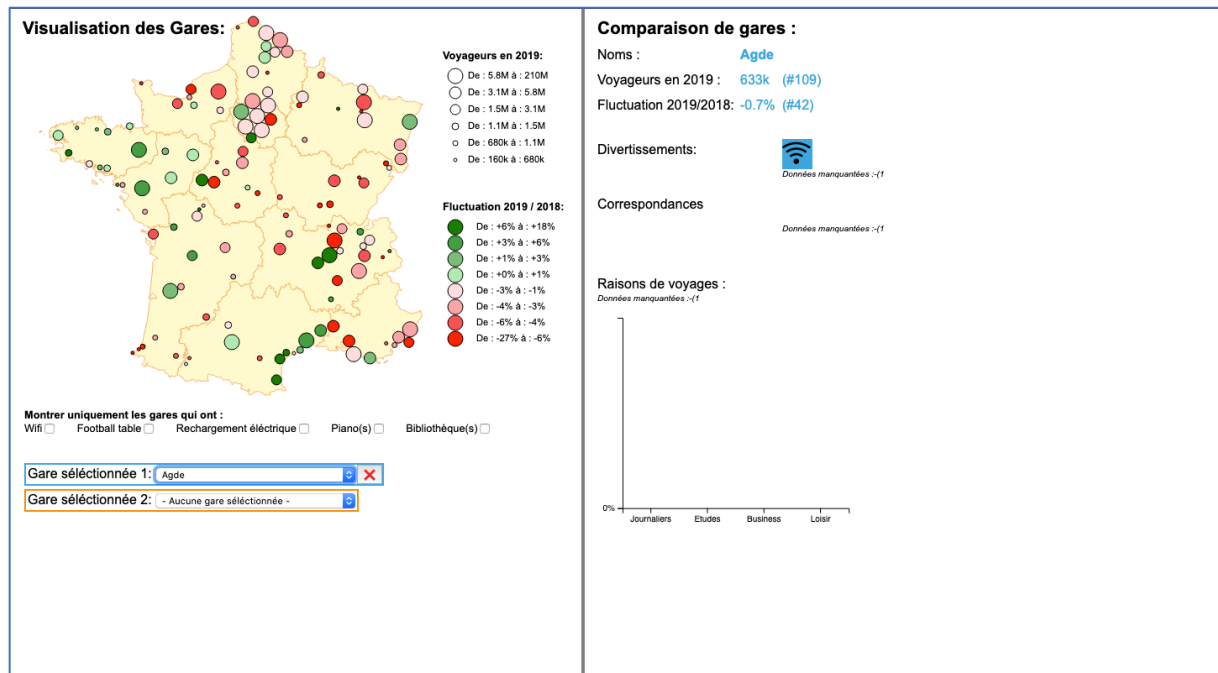 Visualisation des Gares:
Voyageurs en 2019:
De : 5.8M à : 210M
De : 3.1M à : 5.8M
De : 1.5M à : 3.1M
De : 1.1M à : 1.5M
De : 680k à : 1.1M
De : 160k à : 680k
Fluctuation 2019 / 2018:
De : +6% à : +18%
De : +3% à : +6%
De : +1% à : +3%
De : +0% à : +1%
De : -3% à : -1%
De : -4% à : -3%
De : -6% à : -4%
De : -27% à : -6%
Montrer uniquement les gares qui ont :
Wifi Football table Rechargement éléctrique Piano(s) Bibliothèque(s)
Gare séléctionnée 1: Agde
Gare séléctionnée 2: - Aucune gare séléctionnée -
Comparaison de gares :
Noms : Agde
Voyageurs en 2019 : 633k (#109)
Fluctuation 2019/2018: -0.7% (#42)
Divertissements:
Données manquantées :-(1
Correspondances
Données manquantées :-(1
Raisons de voyages :
Données manquantées :-(1
0%
Journaliers Etudes Business Loisir